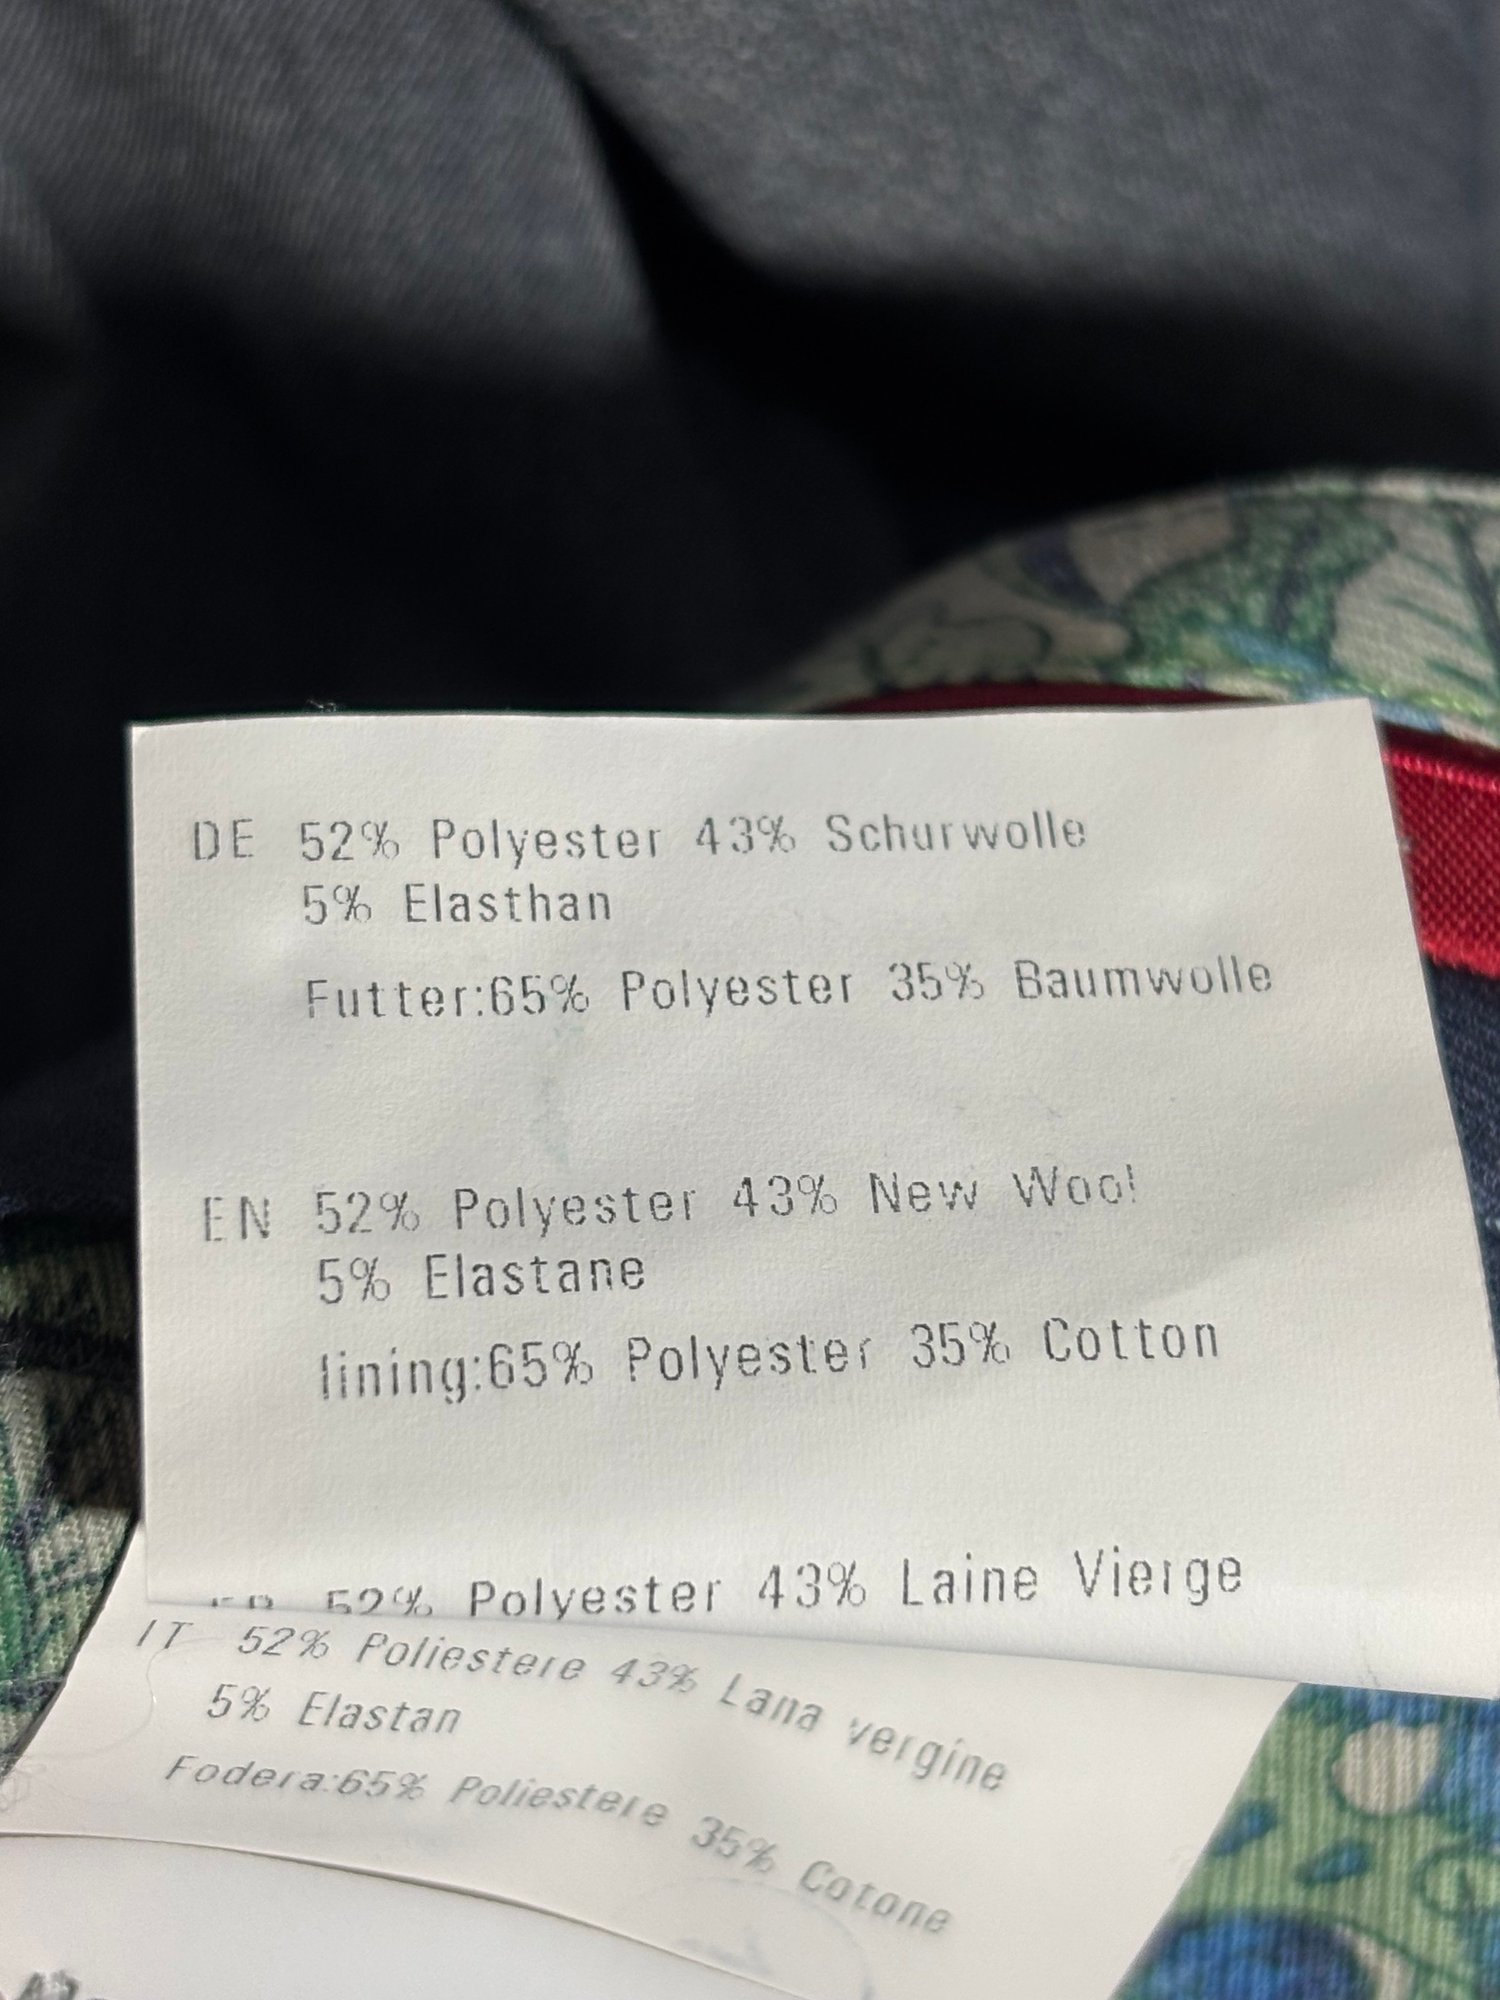 DE 52% Polyester 43% Schurwolle
5% Elasthan
Futter:65% Polyester 35% Baumwolle
EN 52% Polyester 43% New Wool
5% Elastane
lining:65% Polyester 35% Cotton
FR 52% Polyester 43% Laine Vierge
IT 52% Poliestere 43% Lana vergine
5% Elastan
Fodera:65% Poliestere 35% Cotone